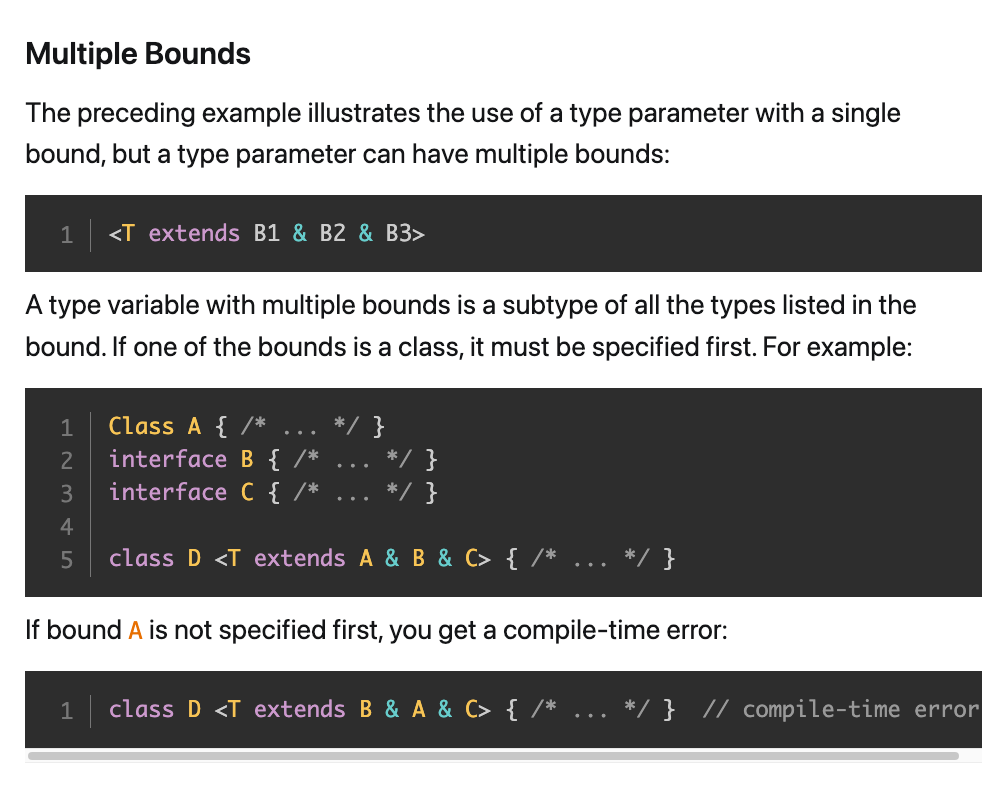 Multiple Bounds
The preceding example illustrates the use of a type parameter with a single
bound, but a type parameter can have multiple bounds:
1 <T extends B1 & B2 & B3>
A type variable with multiple bounds is a subtype of all the types listed in the
bound. If one of the bounds is a class, it must be specified first. For example:
1 Class A { /* ... */ }
2 interface B { /* ... */ }
3 interface C { /* ... */ }
4
5 class D <T extends A & B & C> { /* ... */ }
If bound A is not specified first, you get a compile-time error:
1 class D <T extends B & A & C> { /* ... */ }  // compile-time error